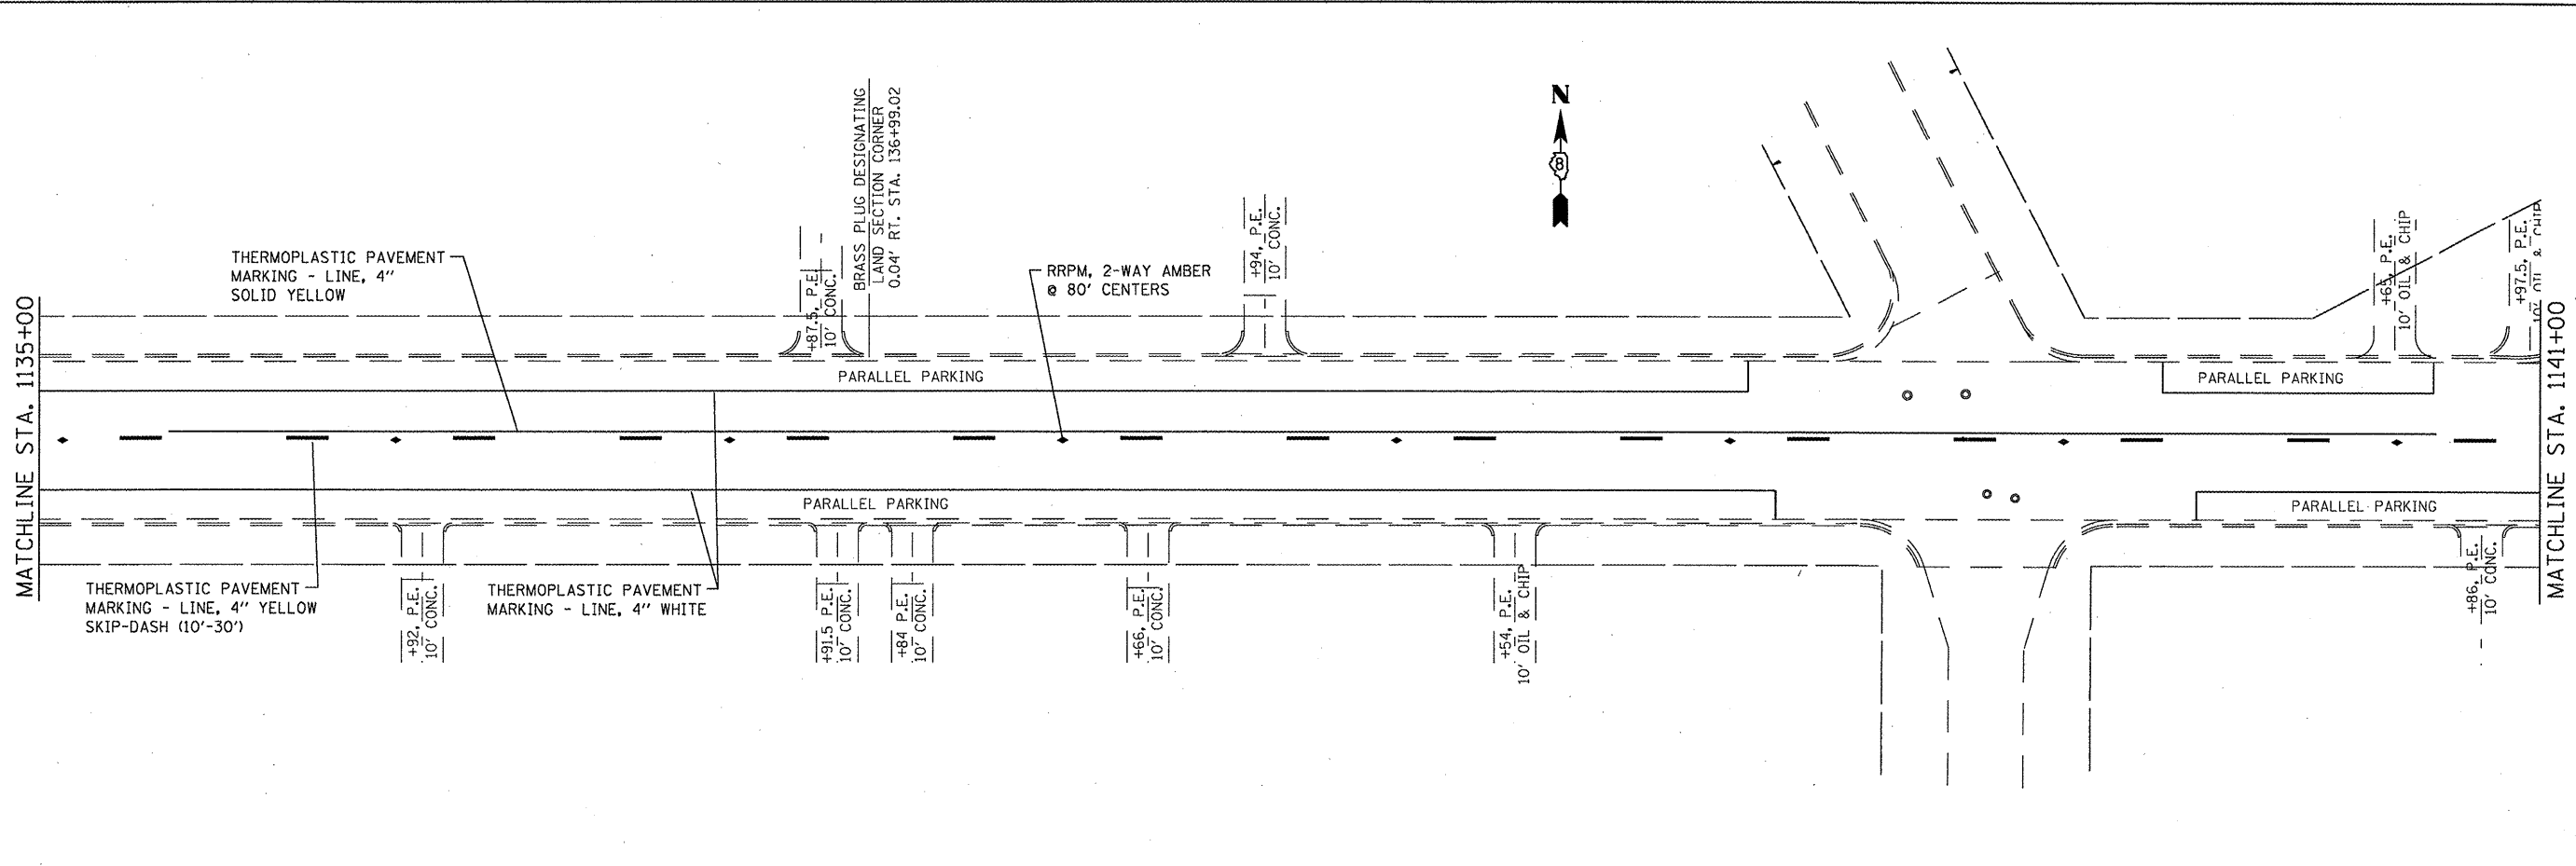 BRASS PLUG DESIGNATING
LAND SECTION CORNER
0.04' RT. STA. 136+99.02
N
8
THERMOPLASTIC PAVEMENT
MARKING - LINE, 4"
SOLID YELLOW
+87.5, P.E.
10' CONC.
RRPM, 2-WAY AMBER
@ 80' CENTERS
+94, P.E.
10' CONC.
+65, P.E.
10' OIL & CHIP
+97.5, P.E.
10' OIL & CHIP
MATCHLINE STA. 1135+00
PARALLEL PARKING
PARALLEL PARKING
MATCHLINE STA. 1141+00
PARALLEL PARKING
PARALLEL PARKING
THERMOPLASTIC PAVEMENT
MARKING - LINE, 4" YELLOW
SKIP-DASH (10'-30')
+92, P.E.
10' CONC.
THERMOPLASTIC PAVEMENT
MARKING - LINE, 4" WHITE
+91.5 P.E.
10' CONC.
+84 P.E.
10' CONC.
+66, P.E.
10' CONC.
+54, P.E.
10' OIL & CHIP
+86, P.E.
10' CONC.